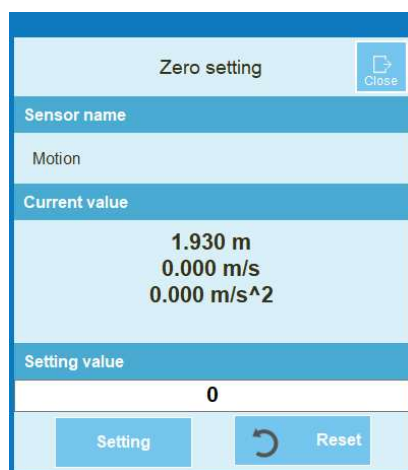 Zero setting
Close
Sensor name
Motion
Current value
1.930 m
0.000 m/s
0.000 m/s^2
Setting value
0
Setting Reset